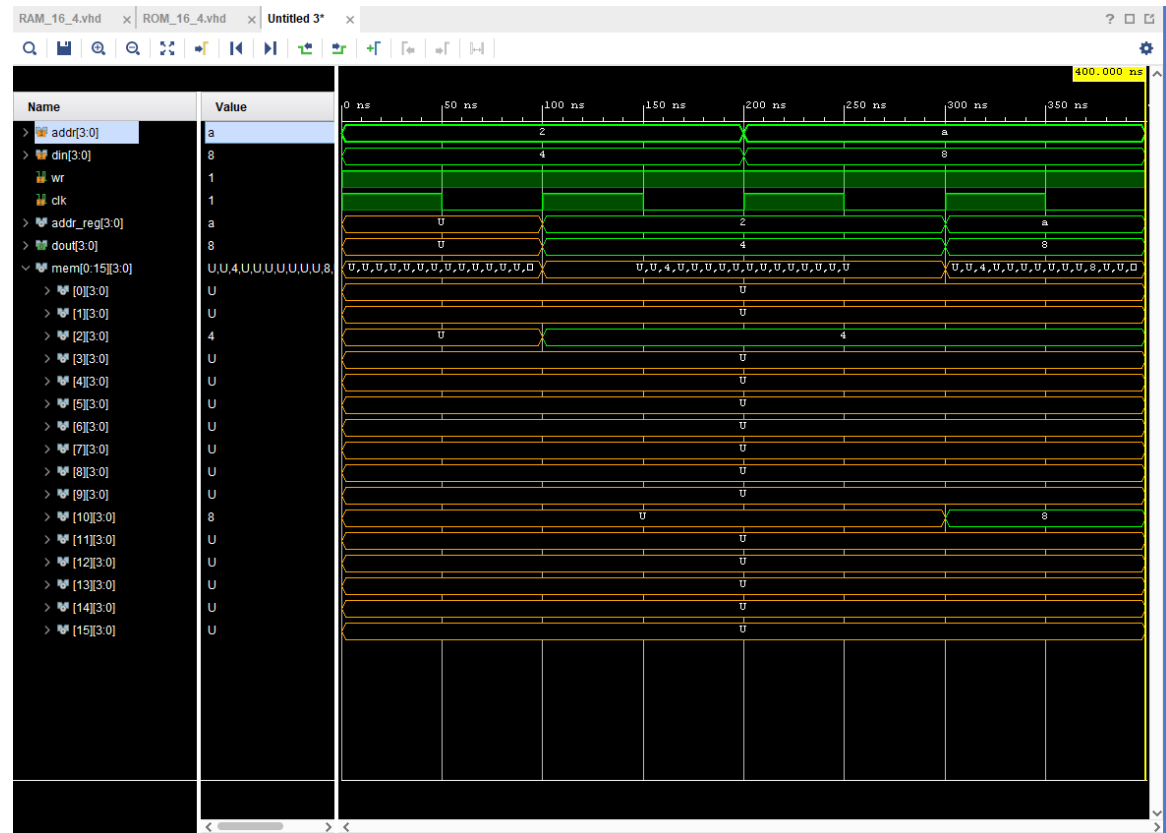 RAM_16_4.vhd × ROM_16_4.vhd × Untitled 3* × ?
400.000 ns
Name Value 0 ns 50 ns 100 ns 150 ns 200 ns 250 ns 300 ns 350 ns
> addr[3:0] a 2 a
> din[3:0] 8 4 8
wr 1
clk 1
> addr_reg[3:0] a U 2 a
> dout[3:0] 8 U 4 8
mem[0:15][3:0] U,U,4,U,U,U,U,U,U,U,8, U,U,U,U,U,U,U,U,U,U,U,U,U, U,U,4,U,U,U,U,U,U,U,U,U,U,U,U,U U,U,4,U,U,U,U,U,U,U,8,U,U,
> [0][3:0] U U
> [1][3:0] U U
> [2][3:0] 4 U 4
> [3][3:0] U U
> [4][3:0] U U
> [5][3:0] U U
> [6][3:0] U U
> [7][3:0] U U
> [8][3:0] U U
> [9][3:0] U U
> [10][3:0] 8 U 8
> [11][3:0] U U
> [12][3:0] U U
> [13][3:0] U U
> [14][3:0] U U
> [15][3:0] U U